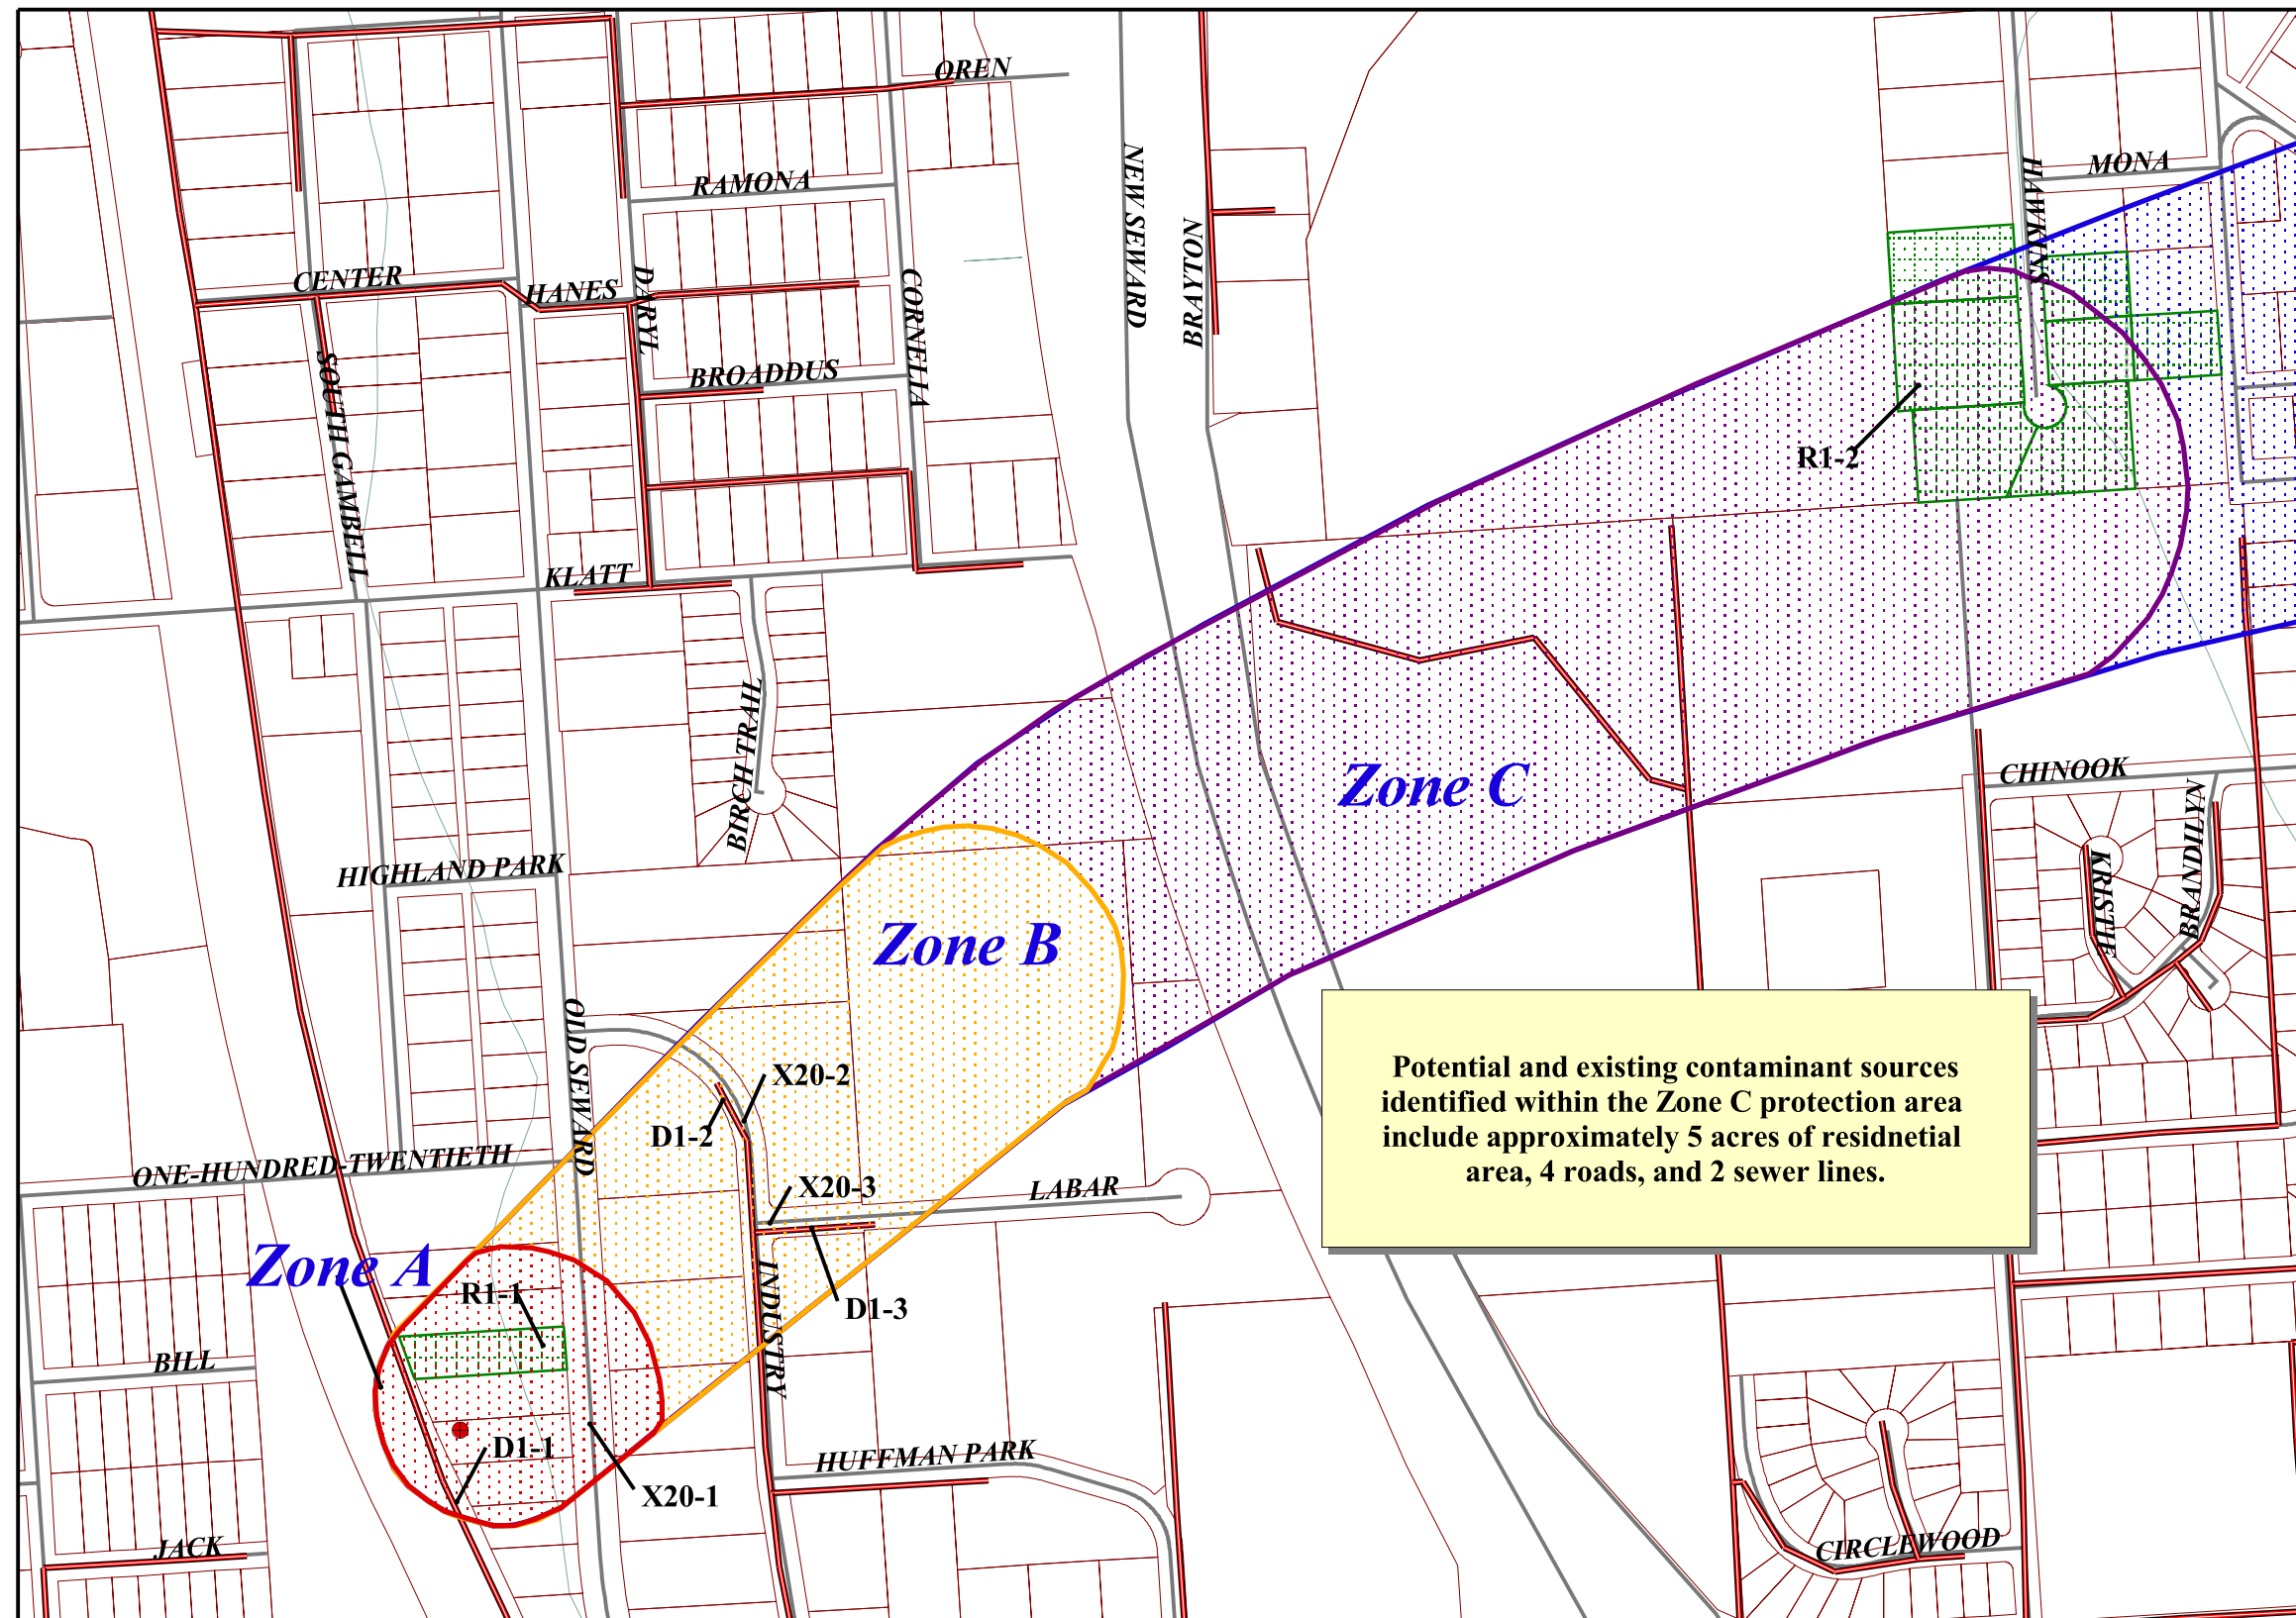 OREN
RAMONA
NEW SEWARD
BRAYTON
HAWKINS
MONA
CENTER
HANES
DARYL
CORNELIA
SOUTH GAMBELL
BROADDUS
R1-2
KLATT
BIRCH TRAIL
Zone C
CHINOOK
KRISTIE
BRANDILYN
HIGHLAND PARK
Zone B
OLD SEWARD
X20-2
D1-2
Potential and existing contaminant sources
identified within the Zone C protection area
include approximately 5 acres of residnetial
area, 4 roads, and 2 sewer lines.
ONE-HUNDRED-TWENTIETH
X20-3
LABAR
Zone A
R1-1
D1-3
INDUSTRY
BILL
D1-1
X20-1
HUFFMAN PARK
JACK
CIRCLEWOOD